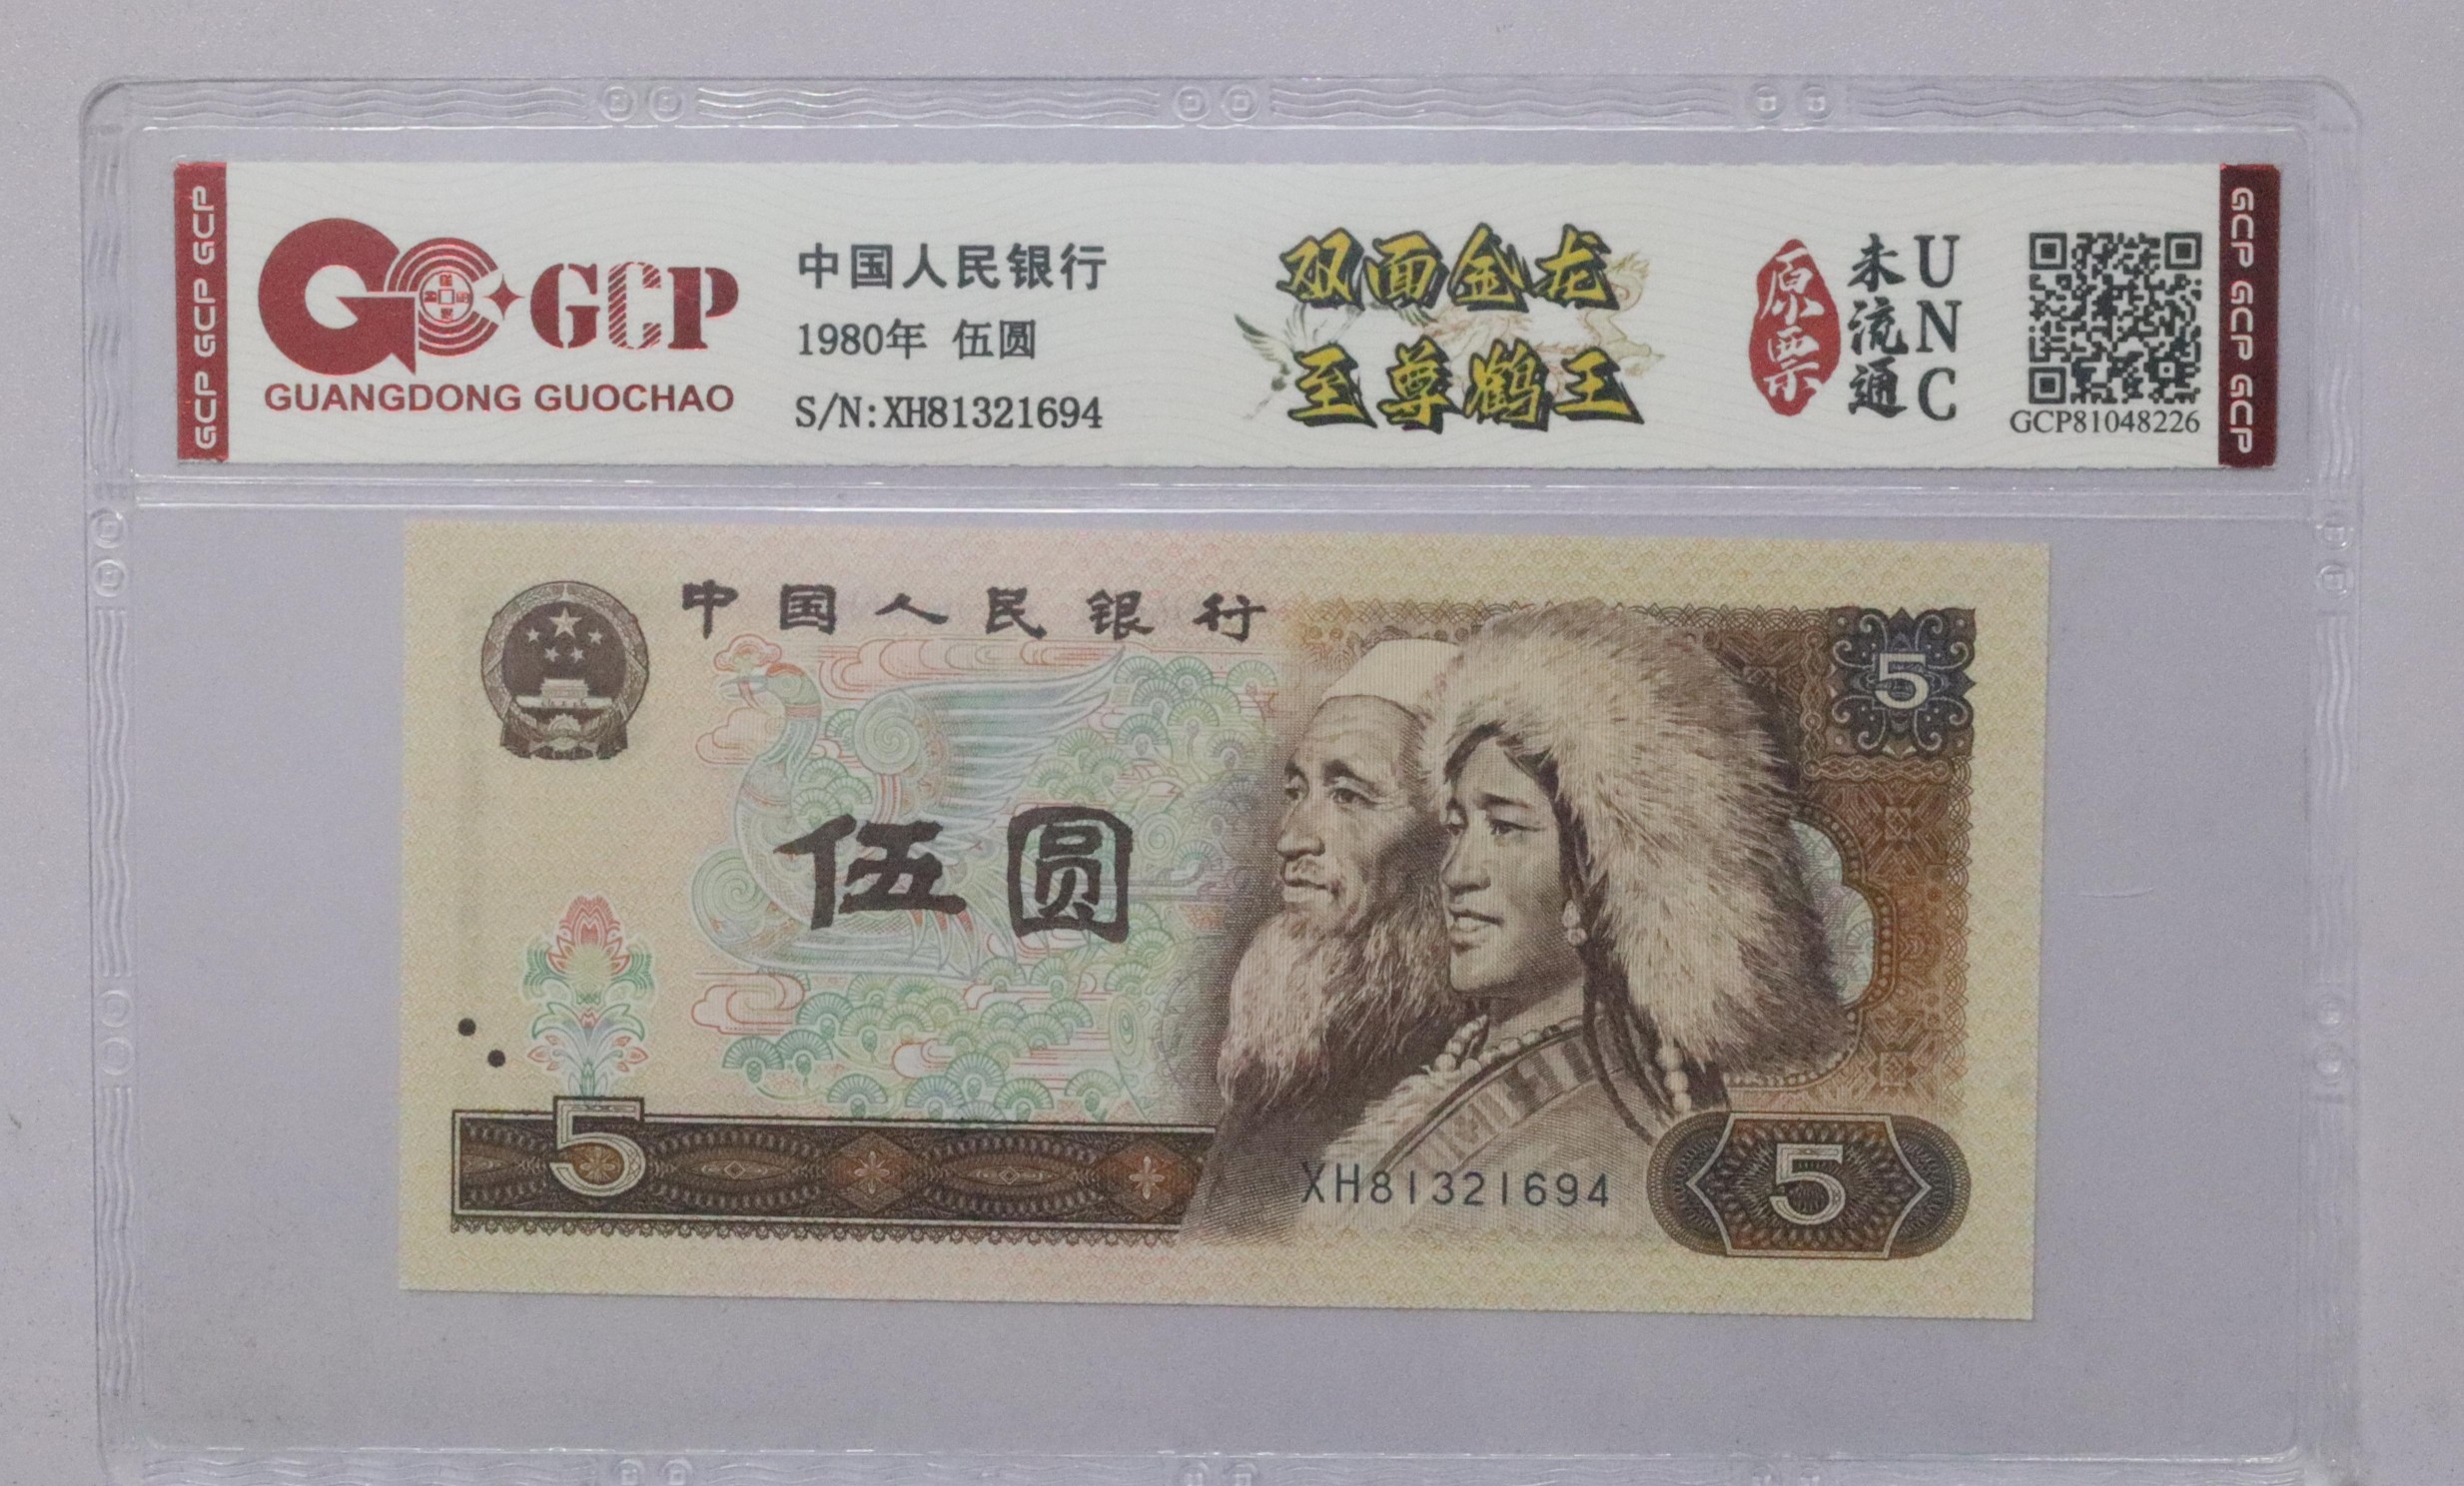 GCP GCP GCP
GCP
GUANGDONG GUOCHAO
中国人民银行
1980年 伍圆
S/N:XH81321694
双面金龙
至尊鹤王
原票
未流通
UNC
GCP81048226
GCP GCP GCP
中国人民银行
5
伍圆
5
XH81321694
5